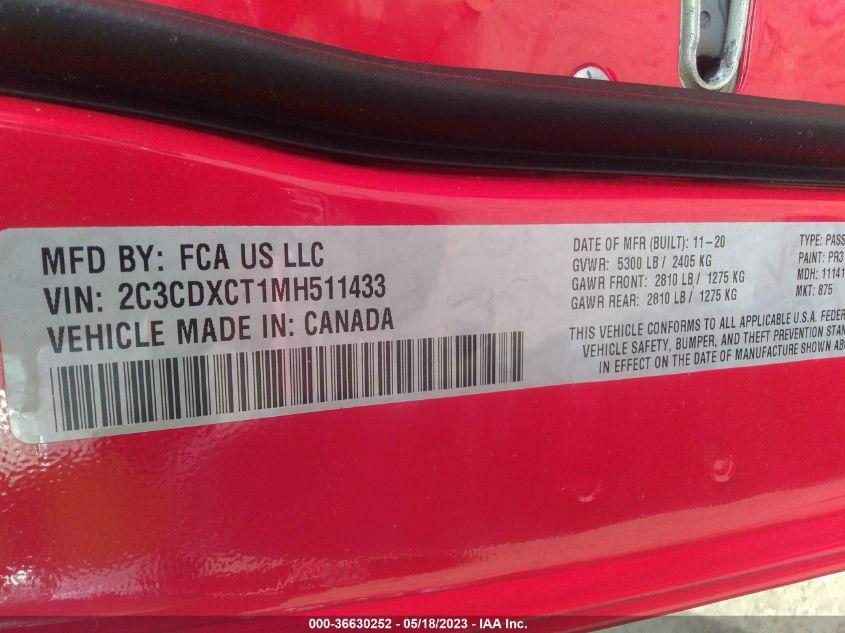 MFD BY: FCA US LLC
VIN: 2C3CDXCT1MH511433
VEHICLE MADE IN: CANADA
DATE OF MFR (BUILT): 11-20
GVWR: 5300 LB / 2405 KG
GAWR FRONT: 2810 LB / 1275 KG
GAWR REAR: 2810 LB / 1275 KG
TYPE: PASS
PAINT: PR3
MDH: 11141
MKT: 875
THIS VEHICLE CONFORMS TO ALL APPLICABLE U.S.A. FEDER
VEHICLE SAFETY, BUMPER, AND THEFT PREVENTION STAN
IN EFFECT ON THE DATE OF MANUFACTURE SHOWN ABO
000-36630252 - 05/18/2023 - IAA Inc.